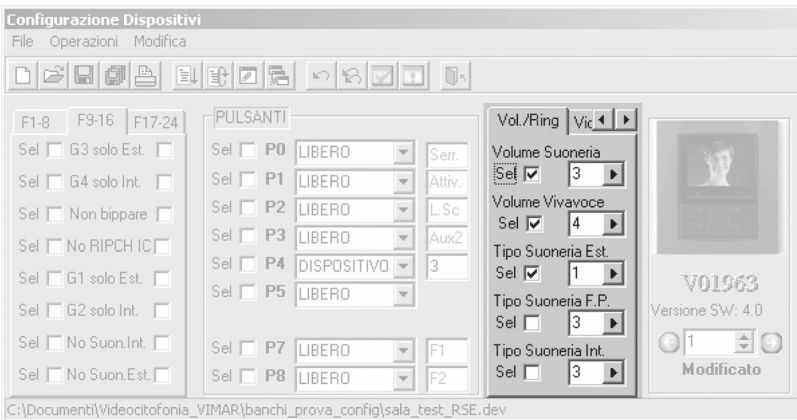 Configurazione Dispositivi
File Operazioni Modifica
F1-8 F9-16 F17-24
Sel G3 solo Est.
Sel G4 solo Int.
Sel Non bippare
Sel No RIPCH IC
Sel G1 solo Est.
Sel G2 solo Int.
Sel No Suon.Int.
Sel No Suon.Est.
PULSANTI
Sel P0 LIBERO Serr.
Sel P1 LIBERO Attiv.
Sel P2 LIBERO L.Sc
Sel P3 LIBERO Aux2
Sel P4 DISPOSITIVO 3
Sel P5 LIBERO
Sel P7 LIBERO F1
Sel P8 LIBERO F2
Vol./Ring Vic
Volume Suoneria
Sel 3
Volume Vivavoce
Sel 4
Tipo Suoneria Est.
Sel 1
Tipo Suoneria F.P.
Sel 3
Tipo Suoneria Int.
Sel 3
V01963
Versione SW: 4.0
1
Modificato
C:\Documenti\Videocitofonia_VIMAR\banchi_prova_config\sala_test_RSE.dev